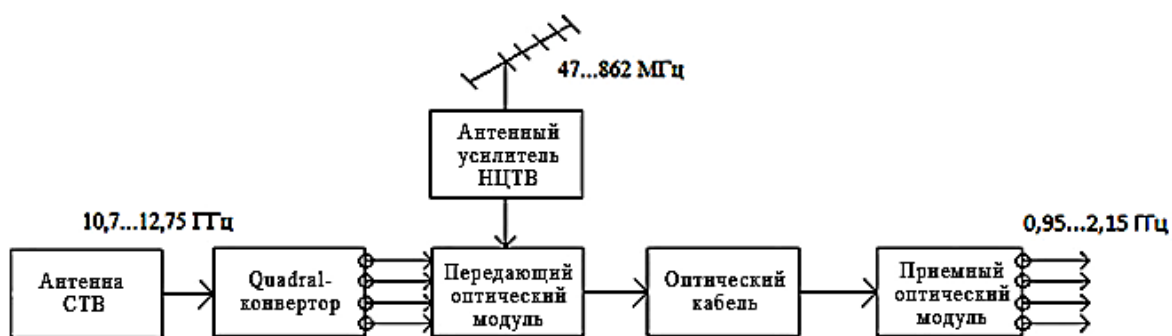 47...862 МГц
Антенный
усилитель
НЦТВ
10,7...12,75 ГГц
0,95...2,15 ГГц
Антенна
СТВ
Quadral-
конвертор
Передающий
оптический
модуль
Оптический
кабель
Приемный
оптический
модуль